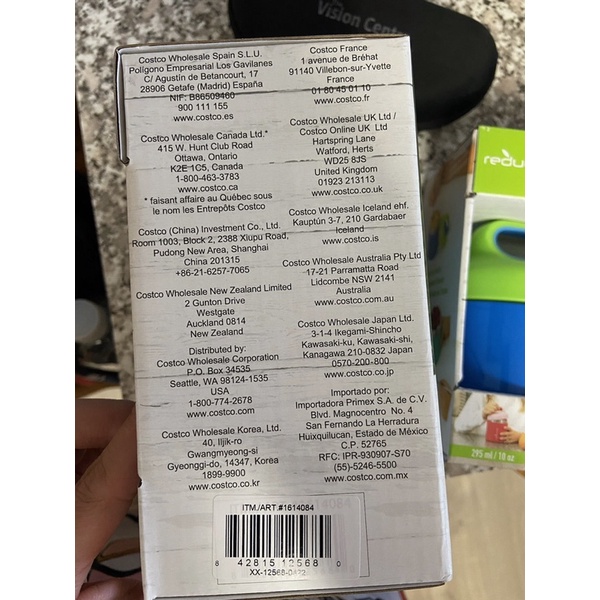 Vision Center
Costco Wholesale Spain S.L.U.
Polígono Empresarial Los Gavilanes
C/ Agustin de Betancourt, 17
28906 Getafe (Madrid) España
NIF: B86509460
900 111 155
www.costco.es
Costco Wholesale Canada Ltd.*
415 W. Hunt Club Road
Ottawa, Ontario
K2E 1C5, Canada
1-800-463-3783
www.costco.ca
* faisant affaire au Québec sous
le nom les Entrepôts Costco
Costco (China) Investment Co., Ltd.
Room 1003, Block 2, 2388 Xiupu Road,
Pudong New Area, Shanghai
China 201315
+86-21-6257-7065
Costco Wholesale New Zealand Limited
2 Gunton Drive
Westgate
Auckland 0814
New Zealand
Distributed by:
Costco Wholesale Corporation
P.O. Box 34535
Seattle, WA 98124-1535
USA
1-800-774-2678
www.costco.com
Costco Wholesale Korea, Ltd.
40, Iljik-ro
Gwangmyeong-si
Gyeonggi-do, 14347, Korea
1899-9900
www.costco.co.kr
Costco France
1 avenue de Bréhat
91140 Villebon-sur-Yvette
France
01 80 45 01 10
www.costco.fr
Costco Wholesale UK Ltd /
Costco Online UK Ltd
Hartspring Lane
Watford, Herts
WD25 8JS
United Kingdom
01923 213113
www.costco.co.uk
Costco Wholesale Iceland ehf.
Kauptún 3-7, 210 Gardabaer
Iceland
www.costco.is
Costco Wholesale Australia Pty Ltd
17-21 Parramatta Road
Lidcombe NSW 2141
Australia
www.costco.com.au
Costco Wholesale Japan Ltd.
3-1-4 Ikegami-Shincho
Kawasaki-ku, Kawasaki-shi,
Kanagawa 210-0832 Japan
0570-200-800
www.costco.co.jp
Importado por:
Importadora Primex S.A. de C.V.
Blvd. Magnocentro No. 4
San Fernando La Herradura
Huixquilucan, Estado de México
C.P. 52765
RFC: IPR-930907-S70
(55)-5246-5500
www.costco.com.mx
ITM./ART.#1614084
8 42815 12568 0
redu
295 ml / 10 oz